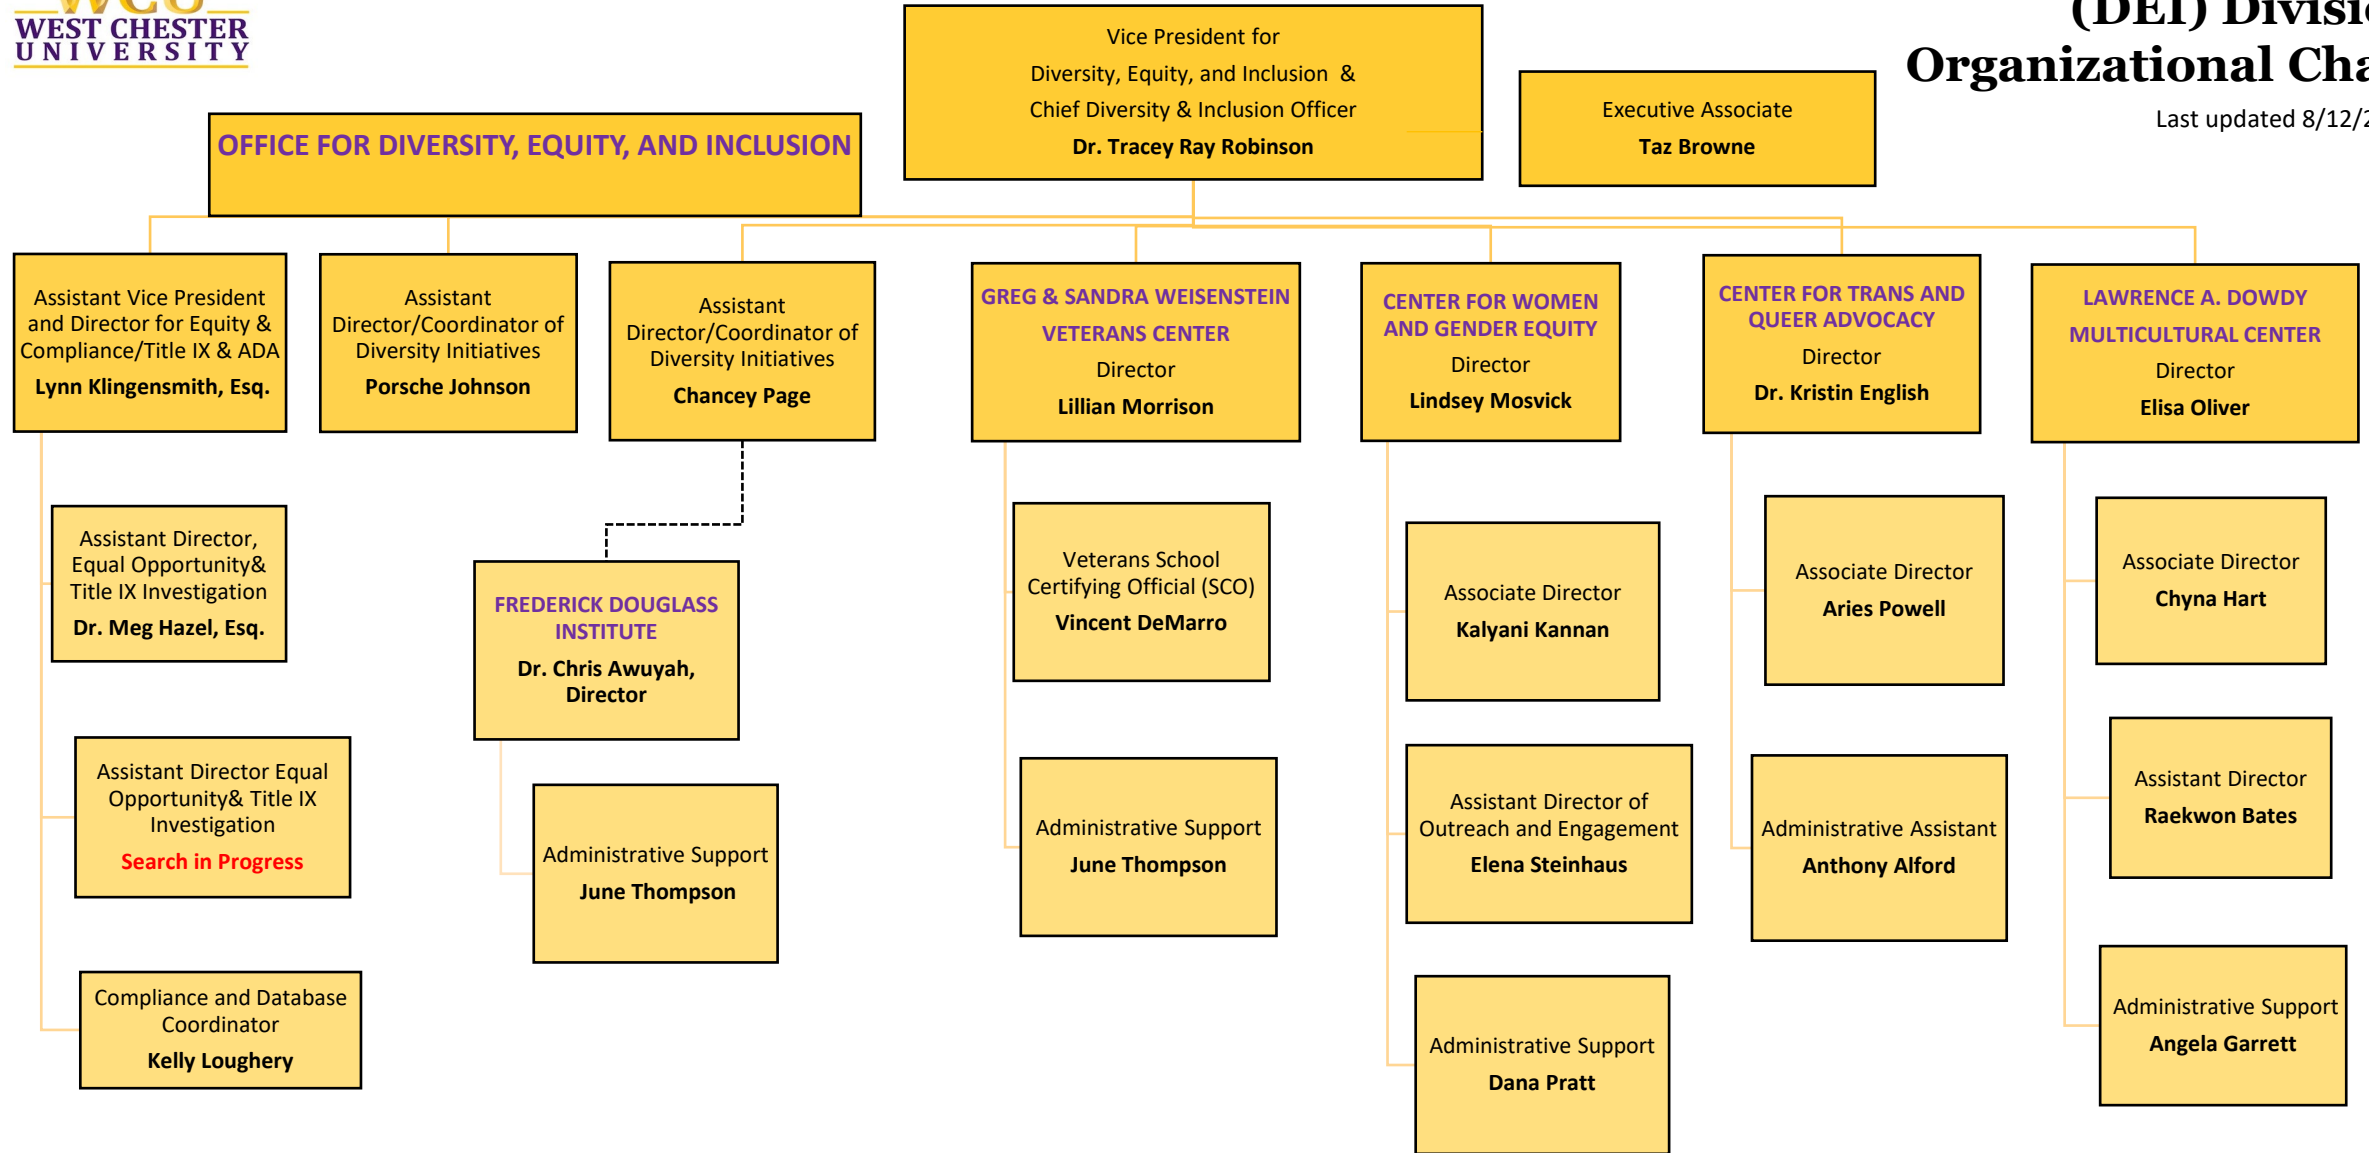 WCU
WEST CHESTER
UNIVERSITY
(DEI)
Organizational
Last updated
Vice President for
Diversity, Equity, and Inclusion &
Chief Diversity & Inclusion Officer
Dr. Tracey Ray Robinson
Executive Associate
Taz Browne
OFFICE FOR DIVERSITY, EQUITY, AND INCLUSION
Assistant Vice President
and Director for Equity &
Compliance/Title IX & ADA
Lynn Klingensmith, Esq.
Assistant
Director/Coordinator of
Diversity Initiatives
Porsche Johnson
Assistant
Director/Coordinator of
Diversity Initiatives
Chancey Page
GREG & SANDRA WEISENSTEIN
VETERANS CENTER
Director
Lillian Morrison
CENTER FOR WOMEN
AND GENDER EQUITY
Director
Lindsey Mosvick
CENTER FOR TRANS AND
QUEER ADVOCACY
Director
Dr. Kristin English
LAWRENCE A. DOWDY
MULTICULTURAL CENTER
Director
Elisa Oliver
Assistant Director,
Equal Opportunity&
Title IX Investigation
Dr. Meg Hazel, Esq.
Assistant Director Equal
Opportunity& Title IX
Investigation
Search in Progress
Compliance and Database
Coordinator
Kelly Loughery
FREDERICK DOUGLASS
INSTITUTE
Dr. Chris Awuyah,
Director
Administrative Support
June Thompson
Veterans School
Certifying Official (SCO)
Vincent DeMarro
Administrative Support
June Thompson
Associate Director
Kalyani Kannan
Assistant Director of
Outreach and Engagement
Elena Steinhaus
Administrative Support
Dana Pratt
Associate Director
Aries Powell
Administrative Assistant
Anthony Alford
Associate Director
Chyna Hart
Assistant Director
Raekwon Bates
Administrative Support
Angela Garrett